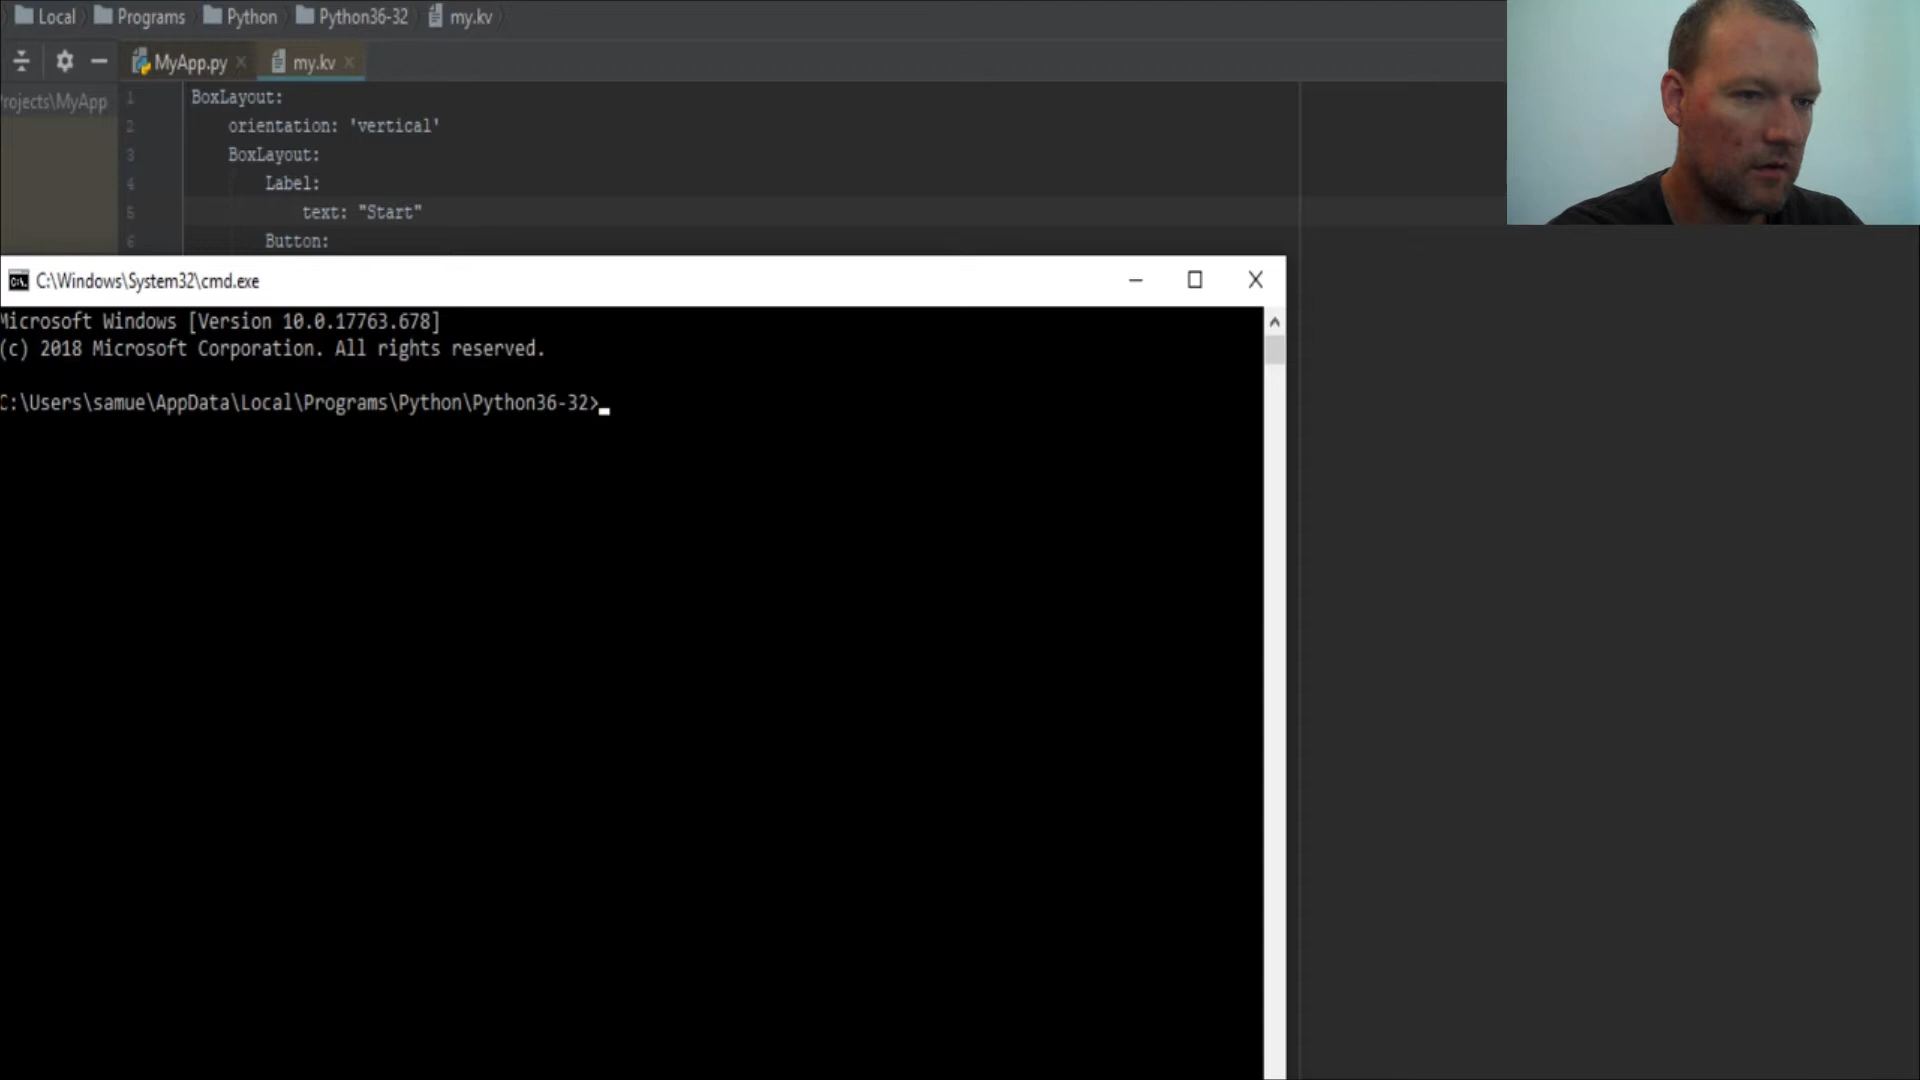 Local Programs Python Python36-32 my.kv
MyApp.py my.kv
rojects\MyApp
1 BoxLayout:
2 orientation: 'vertical'
3 BoxLayout:
4 Label:
5 text: "Start"
6 Button:
C:\Windows\System32\cmd.exe
Microsoft Windows [Version 10.0.17763.678]
(c) 2018 Microsoft Corporation. All rights reserved.
C:\Users\samue\AppData\Local\Programs\Python\Python36-32>